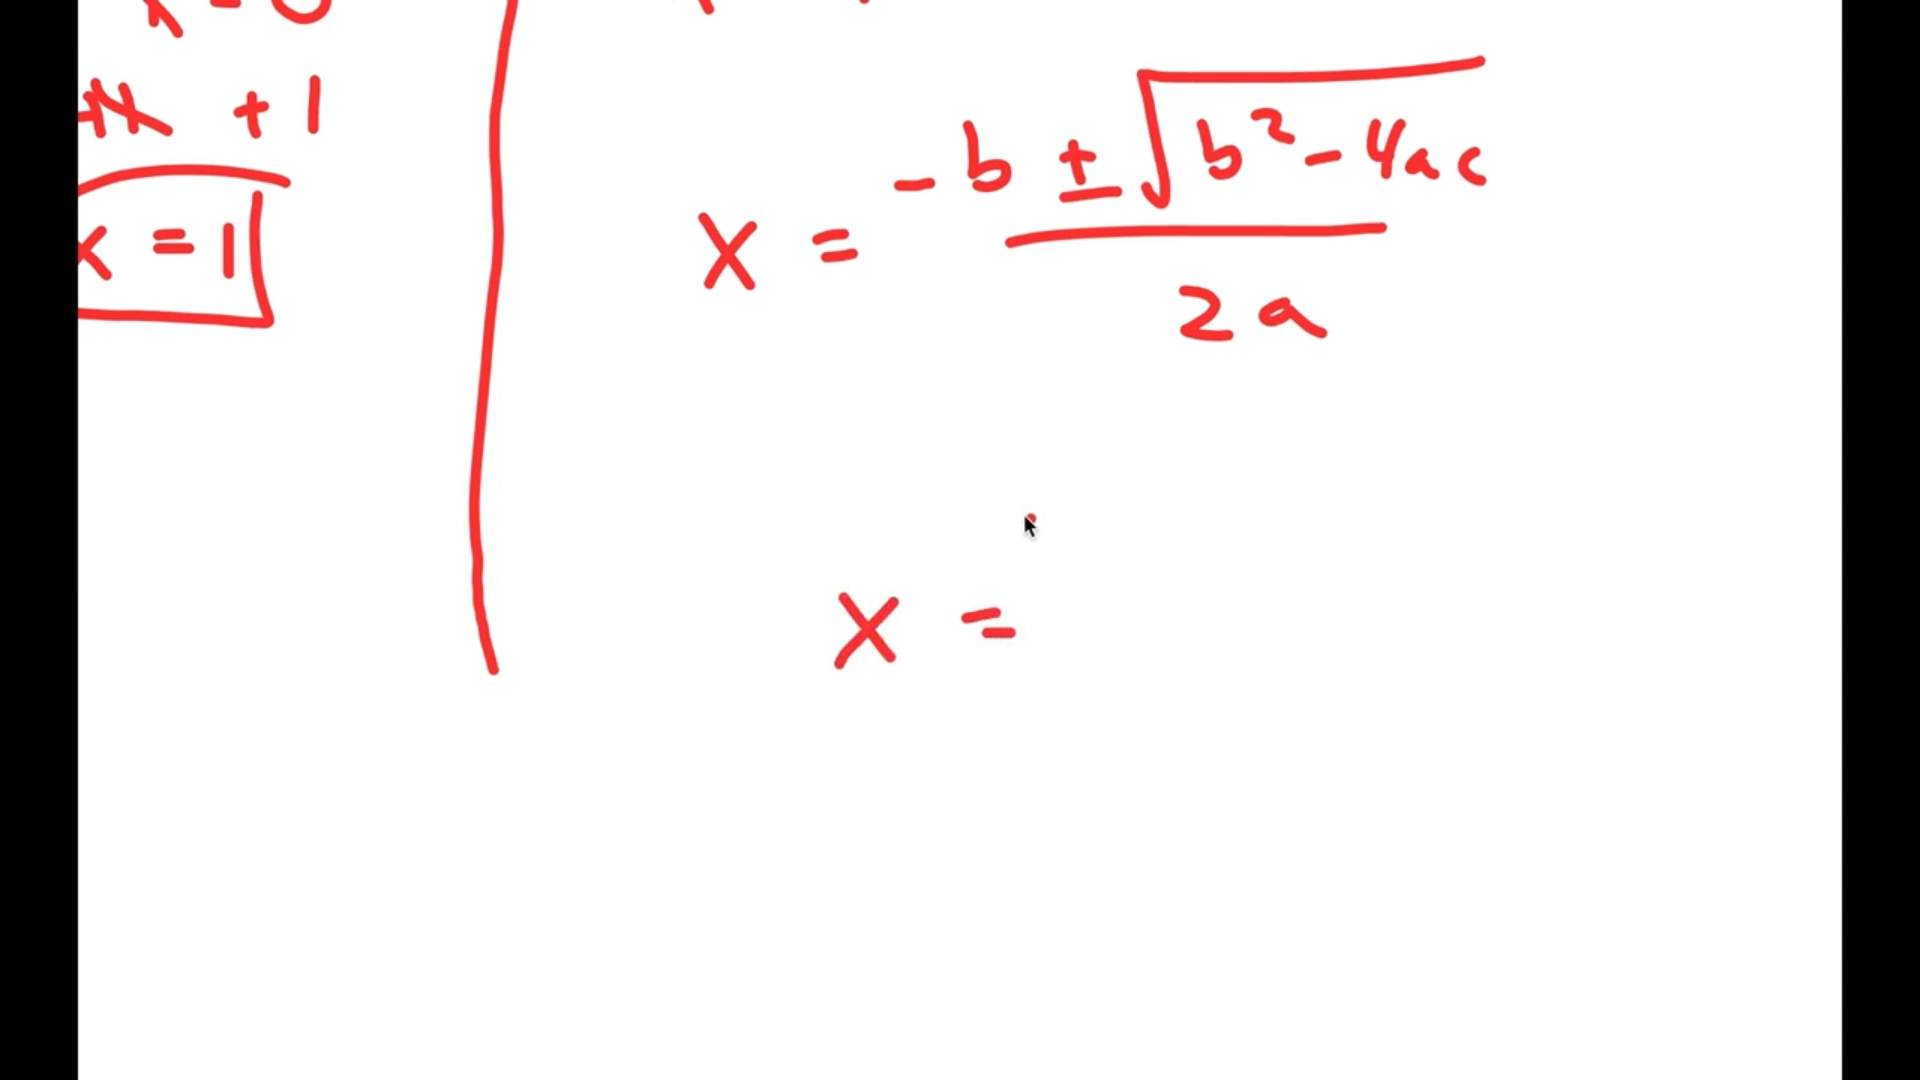 + 1
x = 1
x = -b ± √b² - 4ac
2a
x =